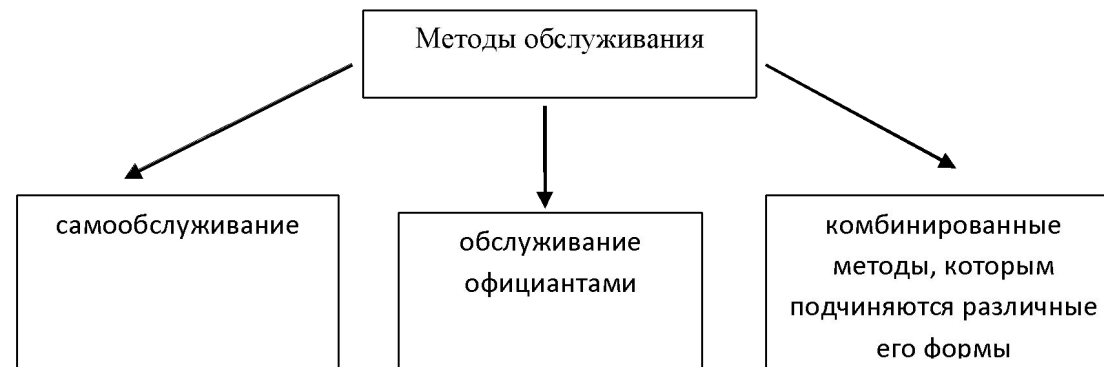 Методы обслуживания
самообслуживание
обслуживание
официантами
комбинированные
методы, которым
подчиняются различные
его формы